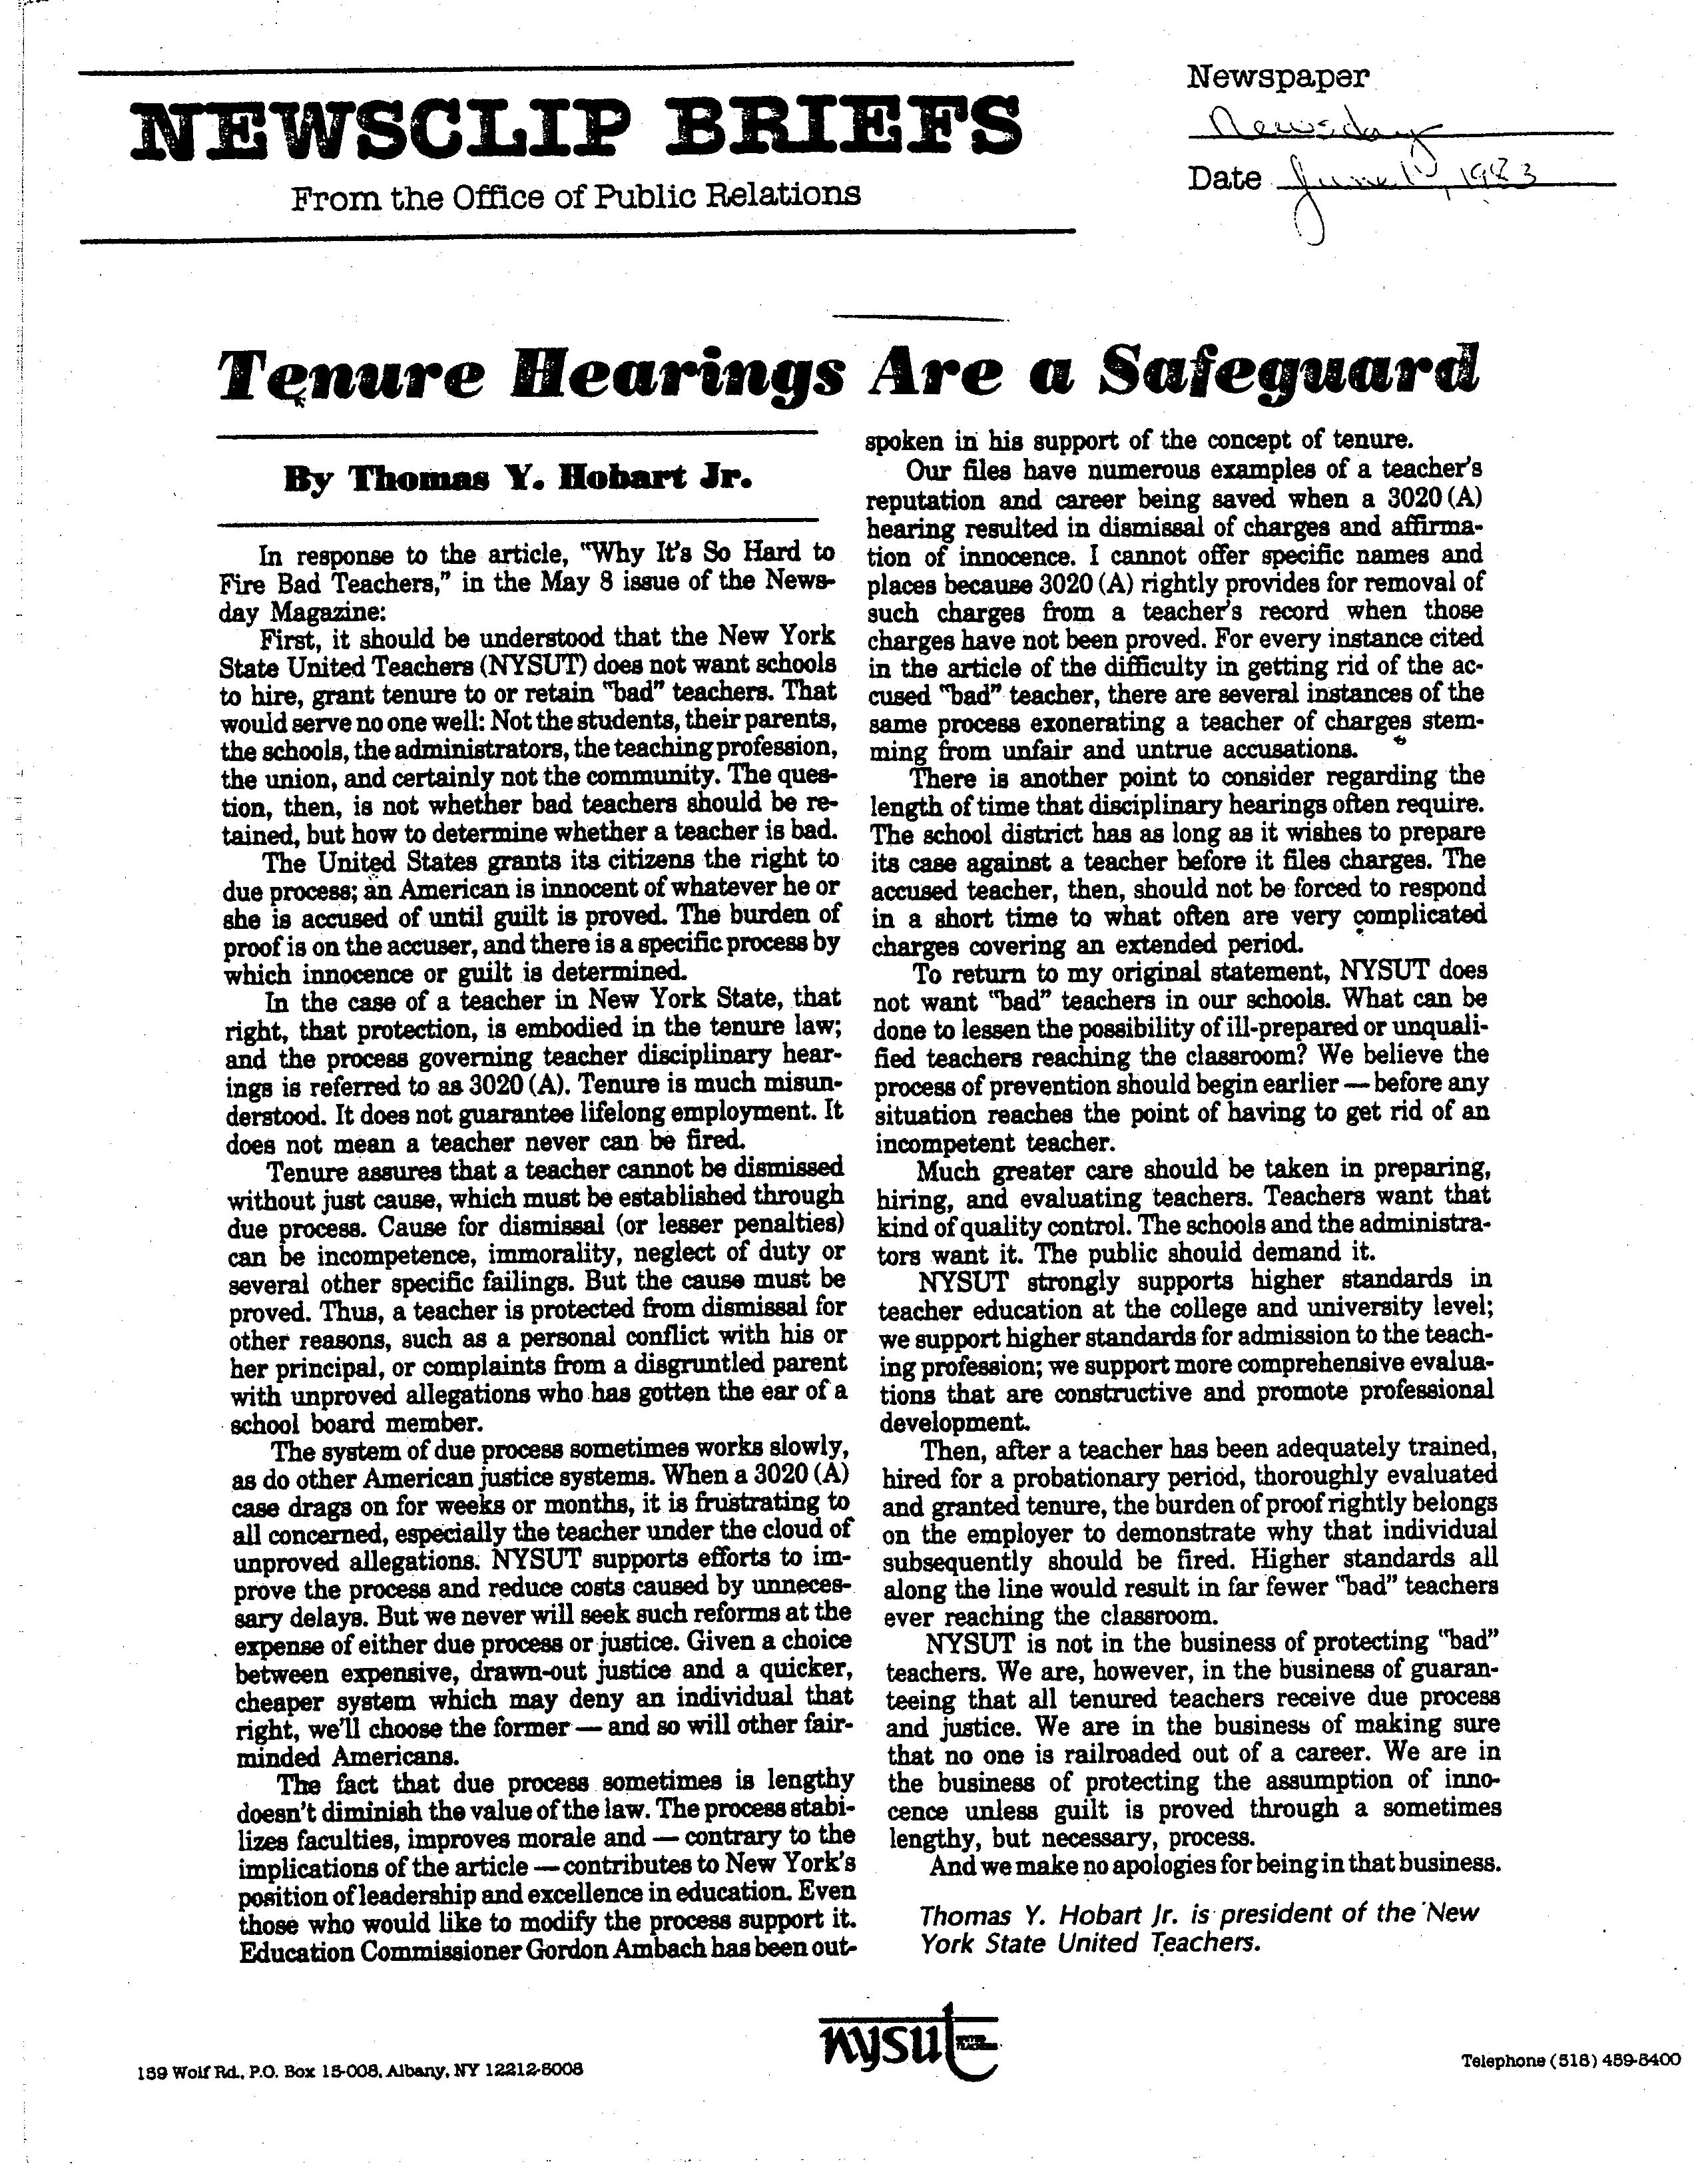 NEWSCLIP BRIEFS
From the Office of Public Relations
Newspaper
Newsday
Date June 1, 1983
Tenure Hearings Are a Safeguard
By Thomas Y. Hobart Jr.
In response to the article, "Why It's So Hard to
Fire Bad Teachers," in the May 8 issue of the News-
day Magazine:
First, it should be understood that the New York
State United Teachers (NYSUT) does not want schools
to hire, grant tenure to or retain "bad" teachers. That
would serve no one well: Not the students, their parents,
the schools, the administrators, the teaching profession,
the union, and certainly not the community. The ques-
tion, then, is not whether bad teachers should be re-
tained, but how to determine whether a teacher is bad.
The United States grants its citizens the right to
due process; an American is innocent of whatever he or
she is accused of until guilt is proved. The burden of
proof is on the accuser, and there is a specific process by
which innocence or guilt is determined.
In the case of a teacher in New York State, that
right, that protection, is embodied in the tenure law;
and the process governing teacher disciplinary hear-
ings is referred to as 3020 (A). Tenure is much misun-
derstood. It does not guarantee lifelong employment. It
does not mean a teacher never can be fired.
Tenure assures that a teacher cannot be dismissed
without just cause, which must be established through
due process. Cause for dismissal (or lesser penalties)
can be incompetence, immorality, neglect of duty or
several other specific failings. But the cause must be
proved. Thus, a teacher is protected from dismissal for
other reasons, such as a personal conflict with his or
her principal, or complaints from a disgruntled parent
with unproved allegations who has gotten the ear of a
school board member.
The system of due process sometimes works slowly,
as do other American justice systems. When a 3020 (A)
case drags on for weeks or months, it is frustrating to
all concerned, especially the teacher under the cloud of
unproved allegations. NYSUT supports efforts to im-
prove the process and reduce costs caused by unneces-
sary delays. But we never will seek such reforms at the
expense of either due process or justice. Given a choice
between expensive, drawn-out justice and a quicker,
cheaper system which may deny an individual that
right, we'll choose the former — and so will other fair-
minded Americans.
The fact that due process sometimes is lengthy
doesn't diminish the value of the law. The process stabi-
lizes faculties, improves morale and — contrary to the
implications of the article — contributes to New York's
position of leadership and excellence in education. Even
those who would like to modify the process support it.
Education Commissioner Gordon Ambach has been out-
spoken in his support of the concept of tenure.
Our files have numerous examples of a teacher's
reputation and career being saved when a 3020 (A)
hearing resulted in dismissal of charges and affirma-
tion of innocence. I cannot offer specific names and
places because 3020 (A) rightly provides for removal of
such charges from a teacher's record when those
charges have not been proved. For every instance cited
in the article of the difficulty in getting rid of the ac-
cused "bad" teacher, there are several instances of the
same process exonerating a teacher of charges stem-
ming from unfair and untrue accusations.
There is another point to consider regarding the
length of time that disciplinary hearings often require.
The school district has as long as it wishes to prepare
its case against a teacher before it files charges. The
accused teacher, then, should not be forced to respond
in a short time to what often are very complicated
charges covering an extended period.
To return to my original statement, NYSUT does
not want "bad" teachers in our schools. What can be
done to lessen the possibility of ill-prepared or unquali-
fied teachers reaching the classroom? We believe the
process of prevention should begin earlier — before any
situation reaches the point of having to get rid of an
incompetent teacher.
Much greater care should be taken in preparing,
hiring, and evaluating teachers. Teachers want that
kind of quality control. The schools and the administra-
tors want it. The public should demand it.
NYSUT strongly supports higher standards in
teacher education at the college and university level;
we support higher standards for admission to the teach-
ing profession; we support more comprehensive evalua-
tions that are constructive and promote professional
development.
Then, after a teacher has been adequately trained,
hired for a probationary period, thoroughly evaluated
and granted tenure, the burden of proof rightly belongs
on the employer to demonstrate why that individual
subsequently should be fired. Higher standards all
along the line would result in far fewer "bad" teachers
ever reaching the classroom.
NYSUT is not in the business of protecting "bad"
teachers. We are, however, in the business of guaran-
teeing that all tenured teachers receive due process
and justice. We are in the business of making sure
that no one is railroaded out of a career. We are in
the business of protecting the assumption of inno-
cence unless guilt is proved through a sometimes
lengthy, but necessary, process.
And we make no apologies for being in that business.
Thomas Y. Hobart Jr. is president of the New
York State United Teachers.
nysut
159 Wolf Rd., P.O. Box 15-008, Albany, NY 12212-5008
Telephone (518) 459-5400